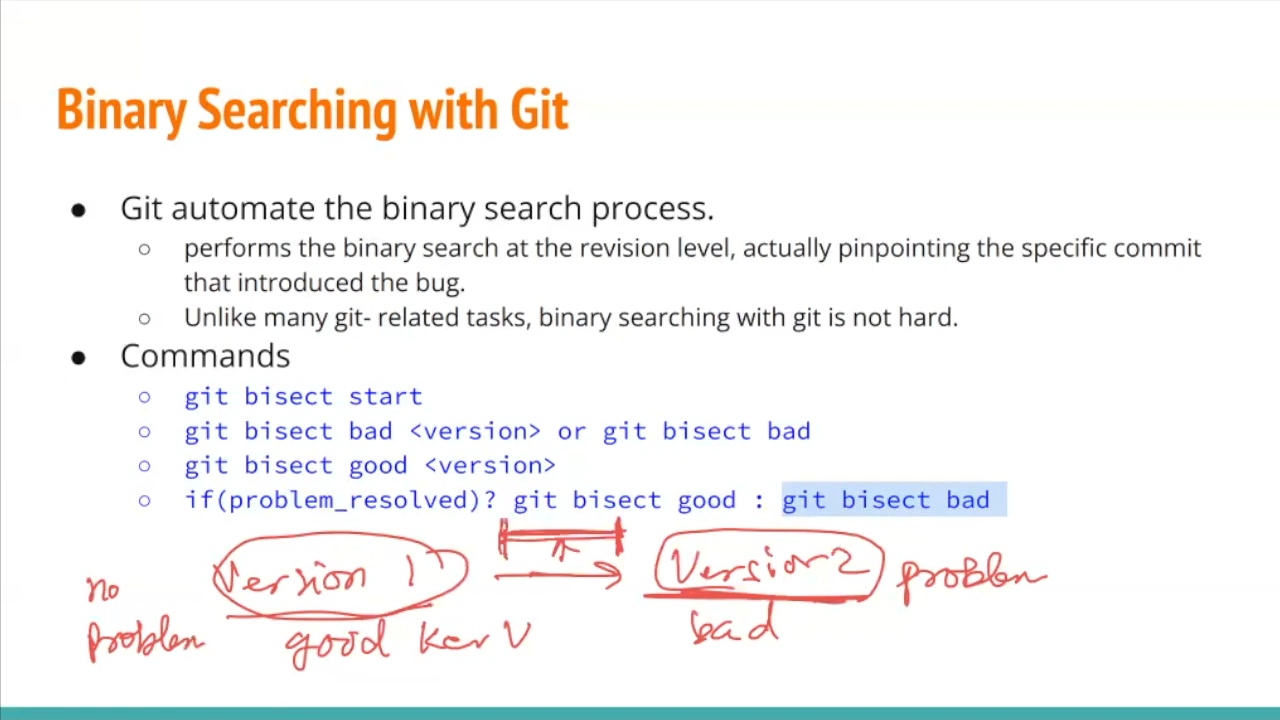 Binary Searching with Git
● Git automate the binary search process.
○ performs the binary search at the revision level, actually pinpointing the specific commit
that introduced the bug.
○ Unlike many git- related tasks, binary searching with git is not hard.
● Commands
○ git bisect start
○ git bisect bad <version> or git bisect bad
○ git bisect good <version>
○ if(problem_resolved)? git bisect good : git bisect bad
Version 1 Version 2 problem
no
problem good Ker V bad